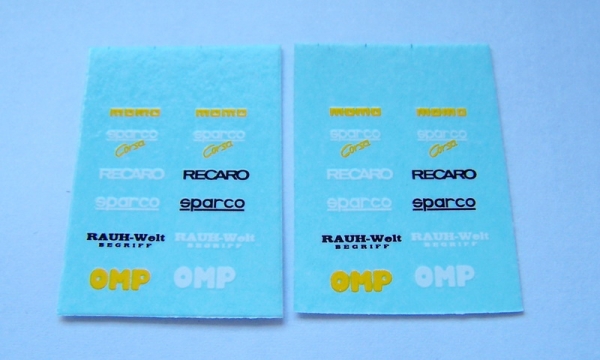 momo momo
sparco sparco
Corsa Corsa
RECARO RECARO
sparco sparco
RAUH-Welt RAUH-Welt
BEGRIFF BEGRIFF
OMP OMP
momo momo
sparco sparco
Corsa Corsa
RECARO RECARO
sparco sparco
RAUH-Welt RAUH-Welt
BEGRIFF BEGRIFF
OMP OMP